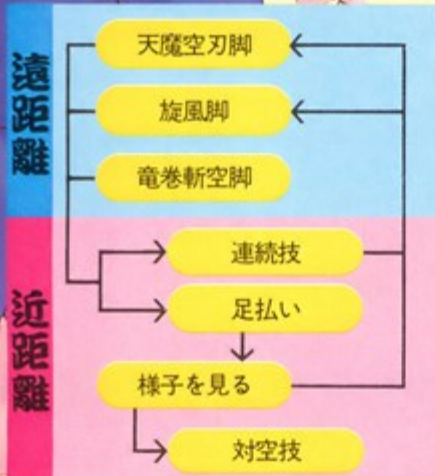 遠距離
天魔空刃脚
旋風脚
竜巻斬空脚
近距離
連続技
足払い
様子を見る
対空技